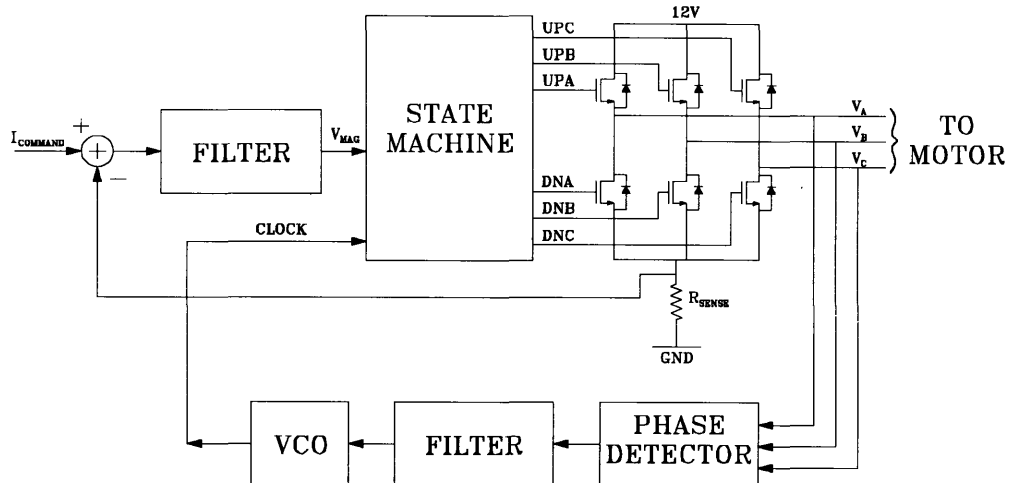 12V
UPC
UPB
UPA
I_COMMAND
+
+
−
FILTER
V_MAG
STATE
MACHINE
V_A
V_B
V_C
TO
MOTOR
DNA
DNB
DNC
CLOCK
R_SENSE
GND
VCO
FILTER
PHASE
DETECTOR